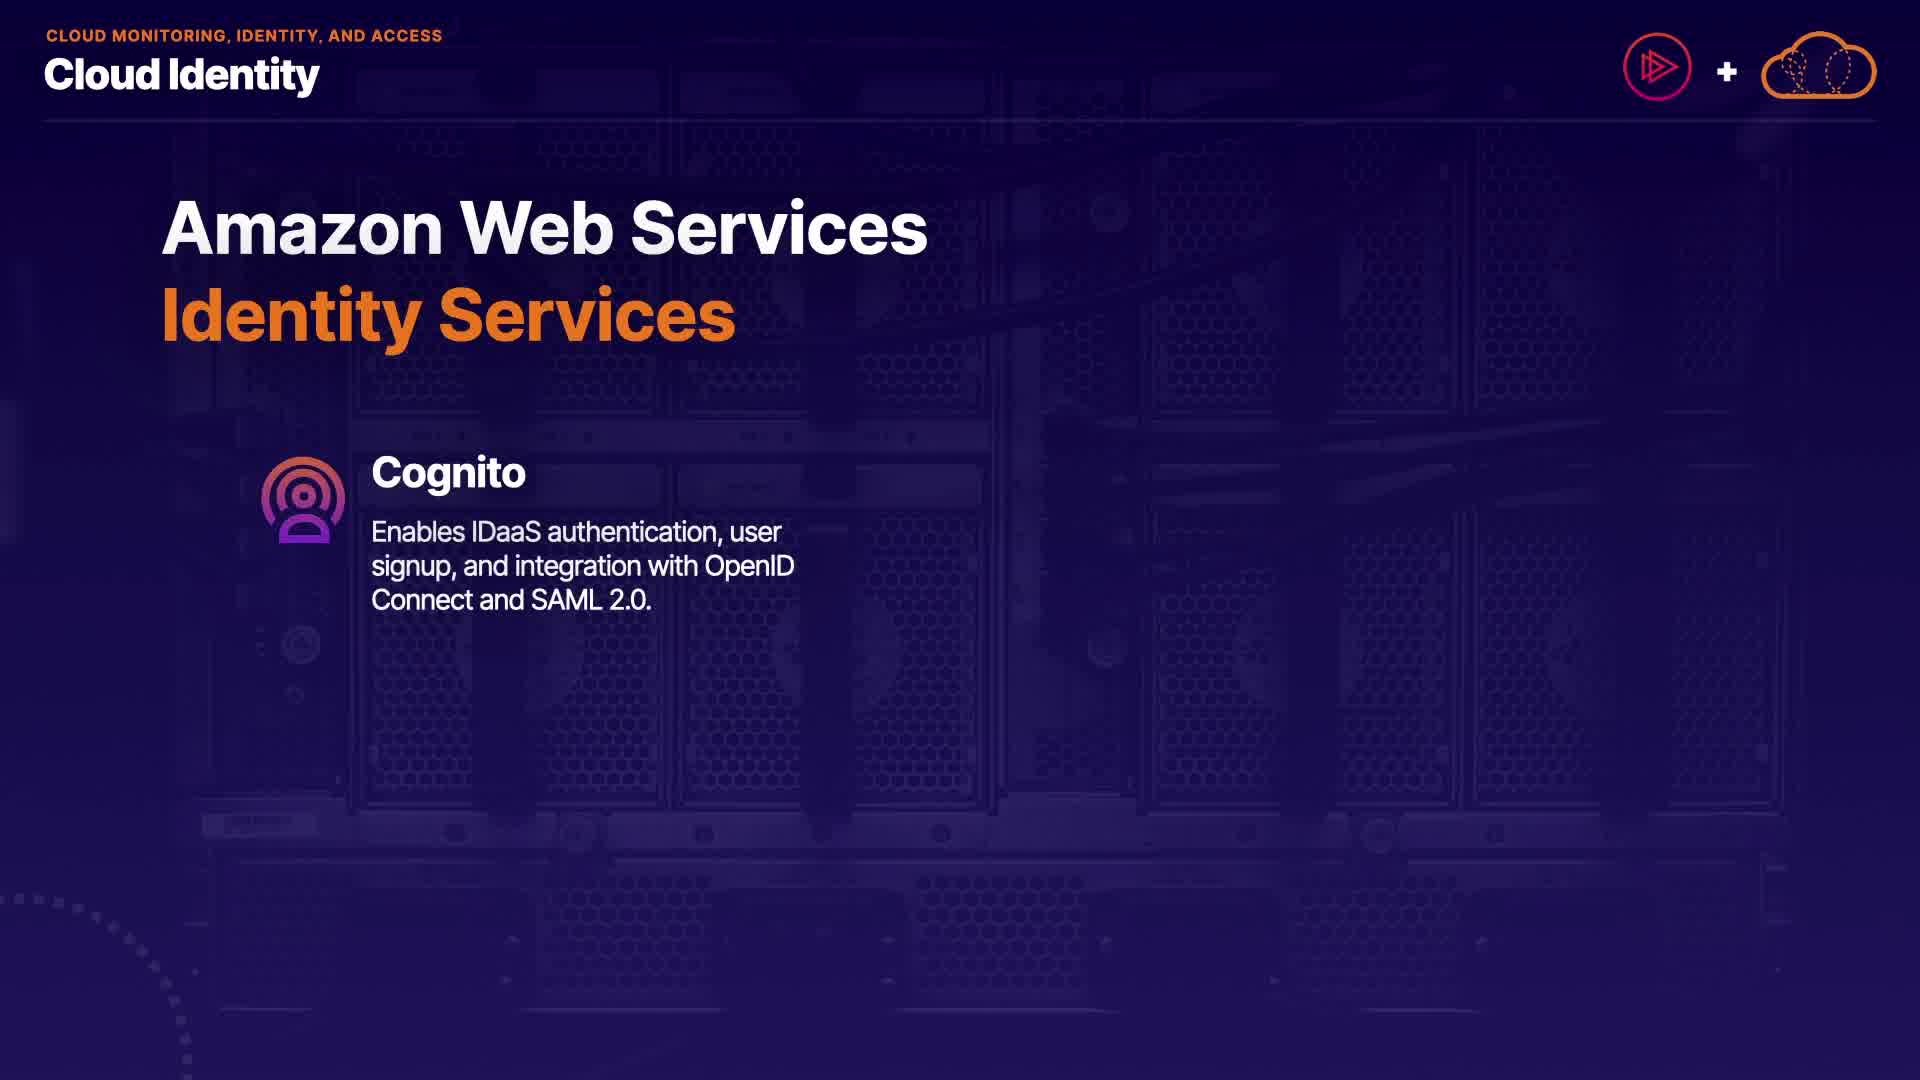 CLOUD MONITORING, IDENTITY, AND ACCESS
Cloud Identity
Amazon Web Services
Identity Services
Cognito
Enables IDaaS authentication, user
signup, and integration with OpenID
Connect and SAML 2.0.